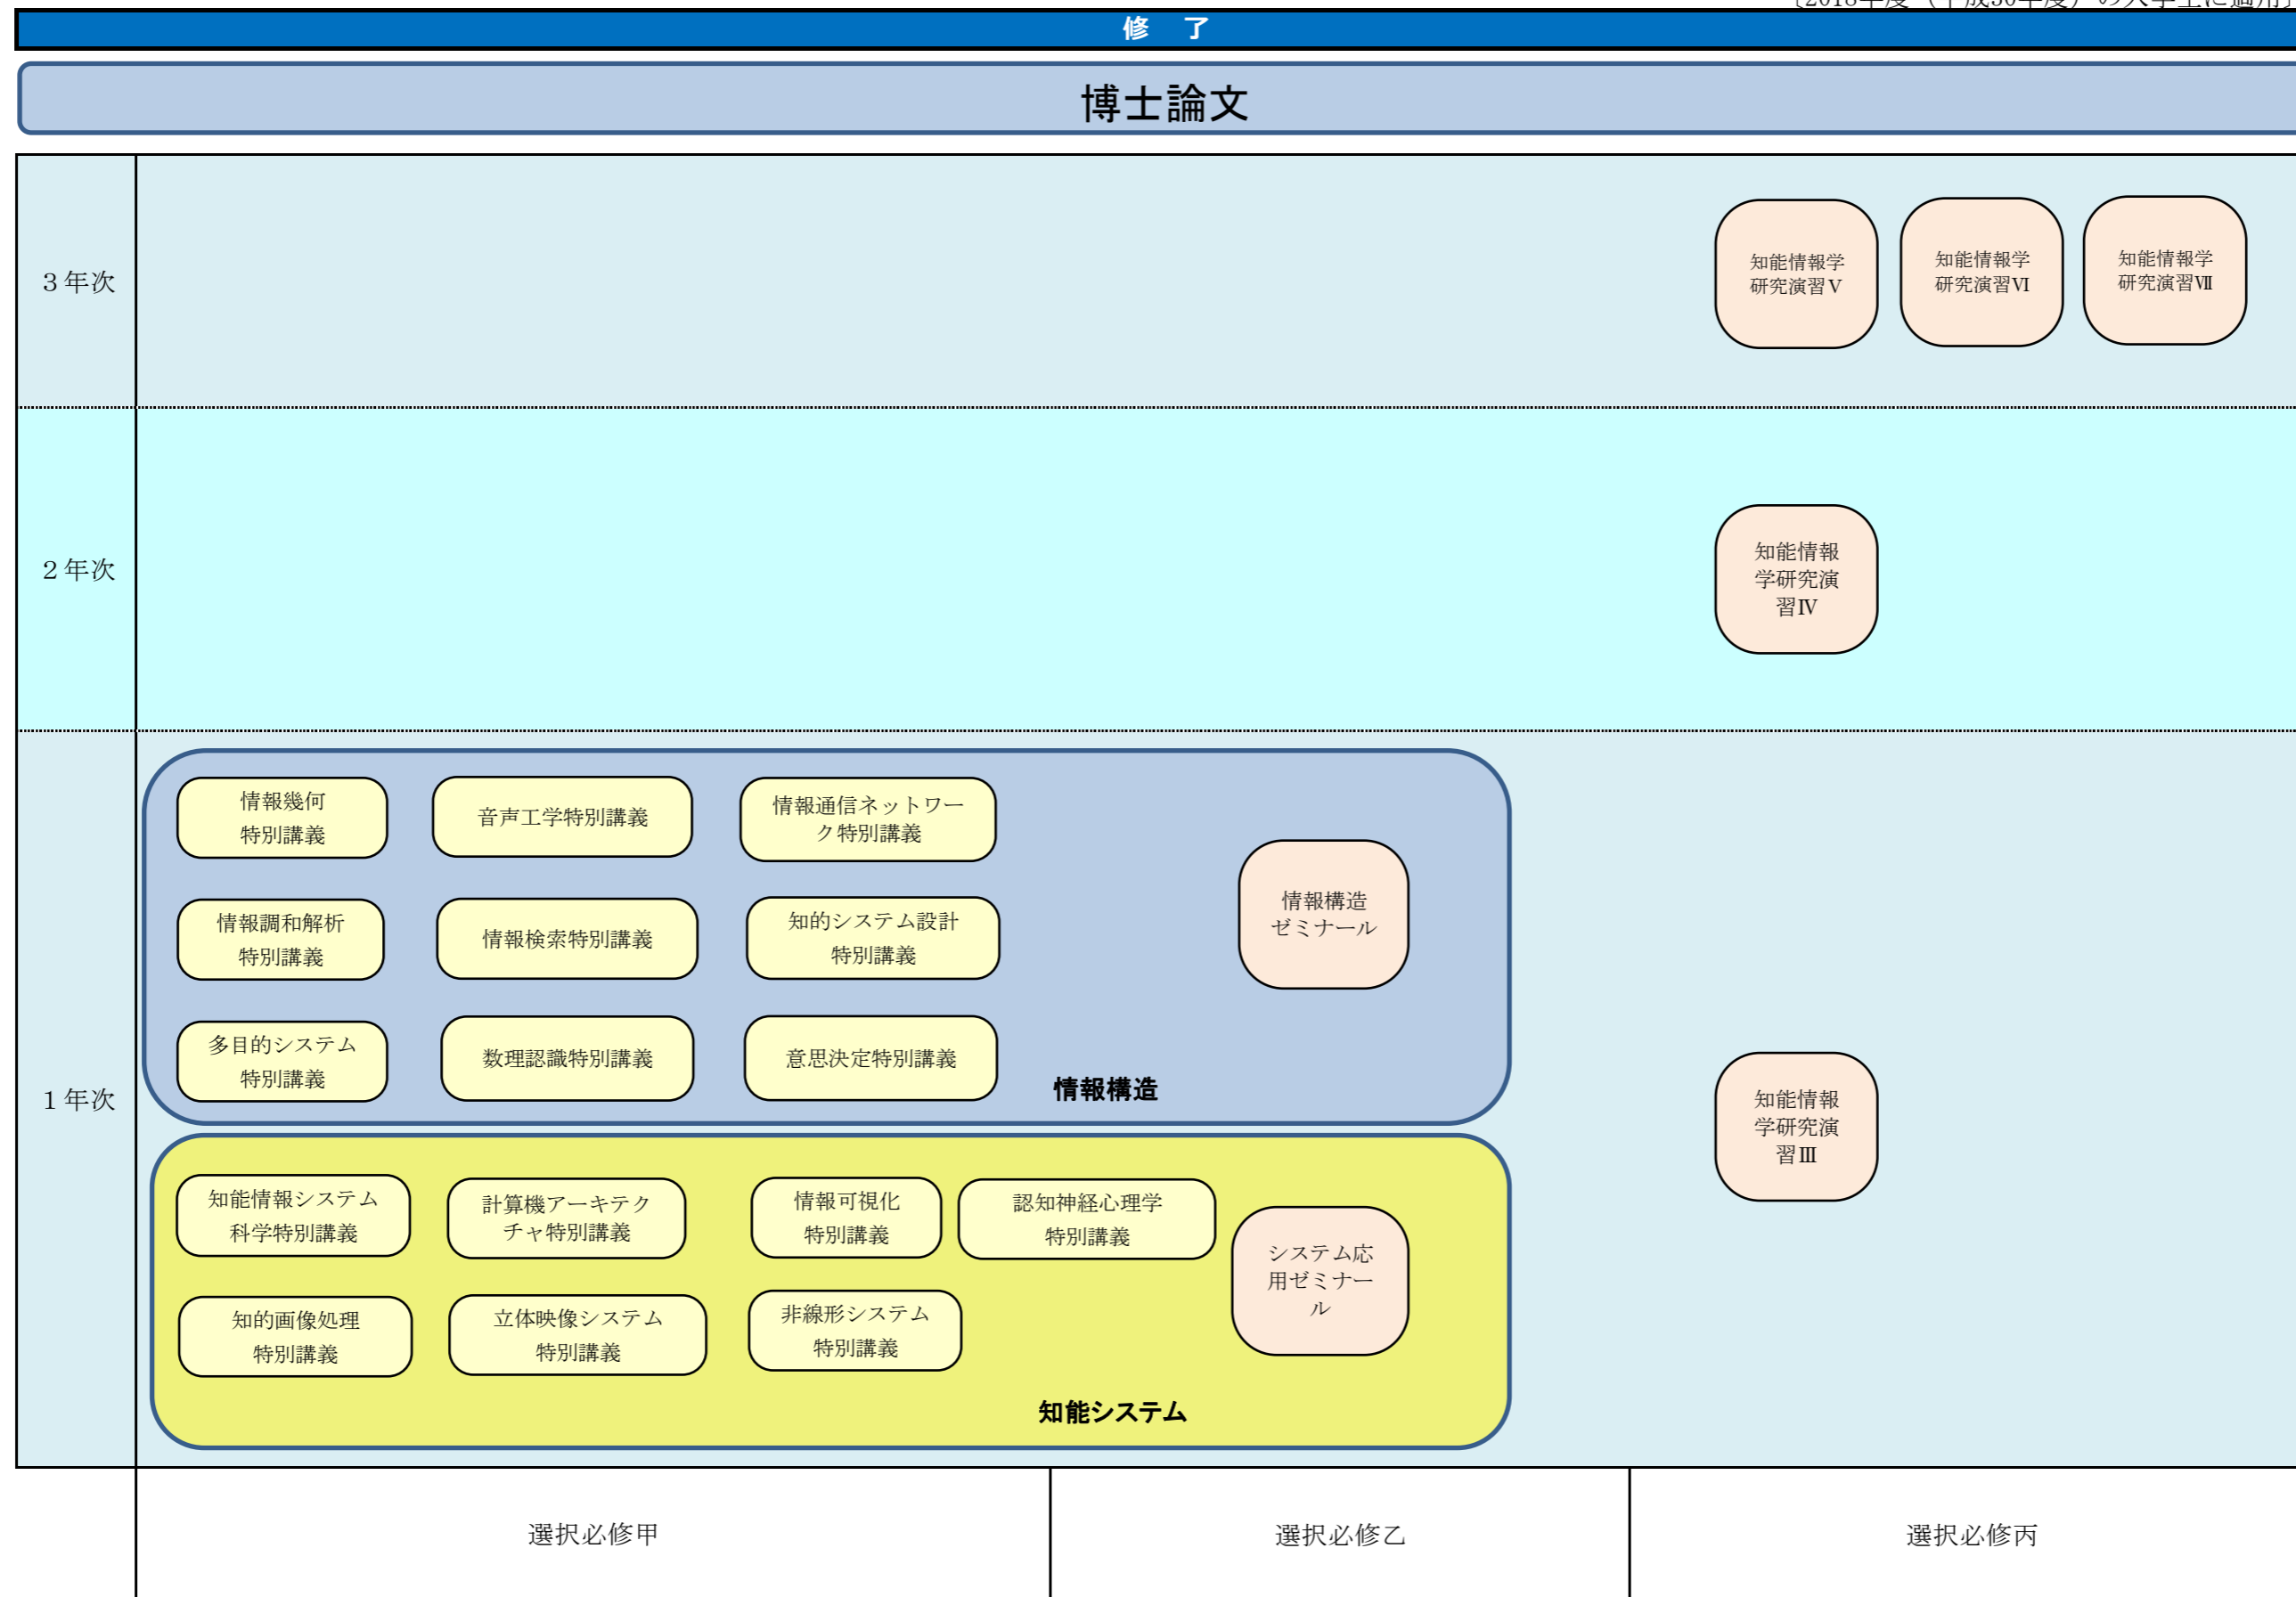 修 了
博士論文
３年次
知能情報学
研究演習Ⅴ
知能情報学
研究演習Ⅵ
知能情報学
研究演習Ⅶ
２年次
知能情報
学研究演
習Ⅳ
１年次
情報幾何
特別講義
音声工学特別講義
情報通信ネットワー
ク特別講義
情報調和解析
特別講義
情報検索特別講義
知的システム設計
特別講義
情報構造
ゼミナール
多目的システム
特別講義
数理認識特別講義
意思決定特別講義
情報構造
知能情報
学研究演
習Ⅲ
知能情報システム
科学特別講義
計算機アーキテク
チャ特別講義
情報可視化
特別講義
認知神経心理学
特別講義
システム応
用ゼミナー
ル
知的画像処理
特別講義
立体映像システム
特別講義
非線形システム
特別講義
知能システム
選択必修甲
選択必修乙
選択必修丙